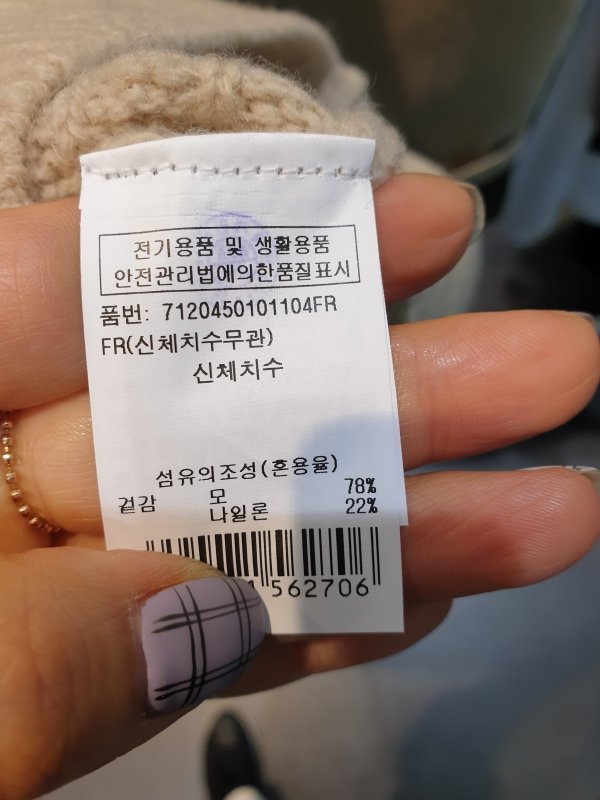 전기용품 및 생활용품
안전관리법에의한품질표시
품번: 7120450101104FR
FR(신체치수무관)
신체치수
섬유의조성(혼용율)
겉감 모 78%
나일론 22%
562706